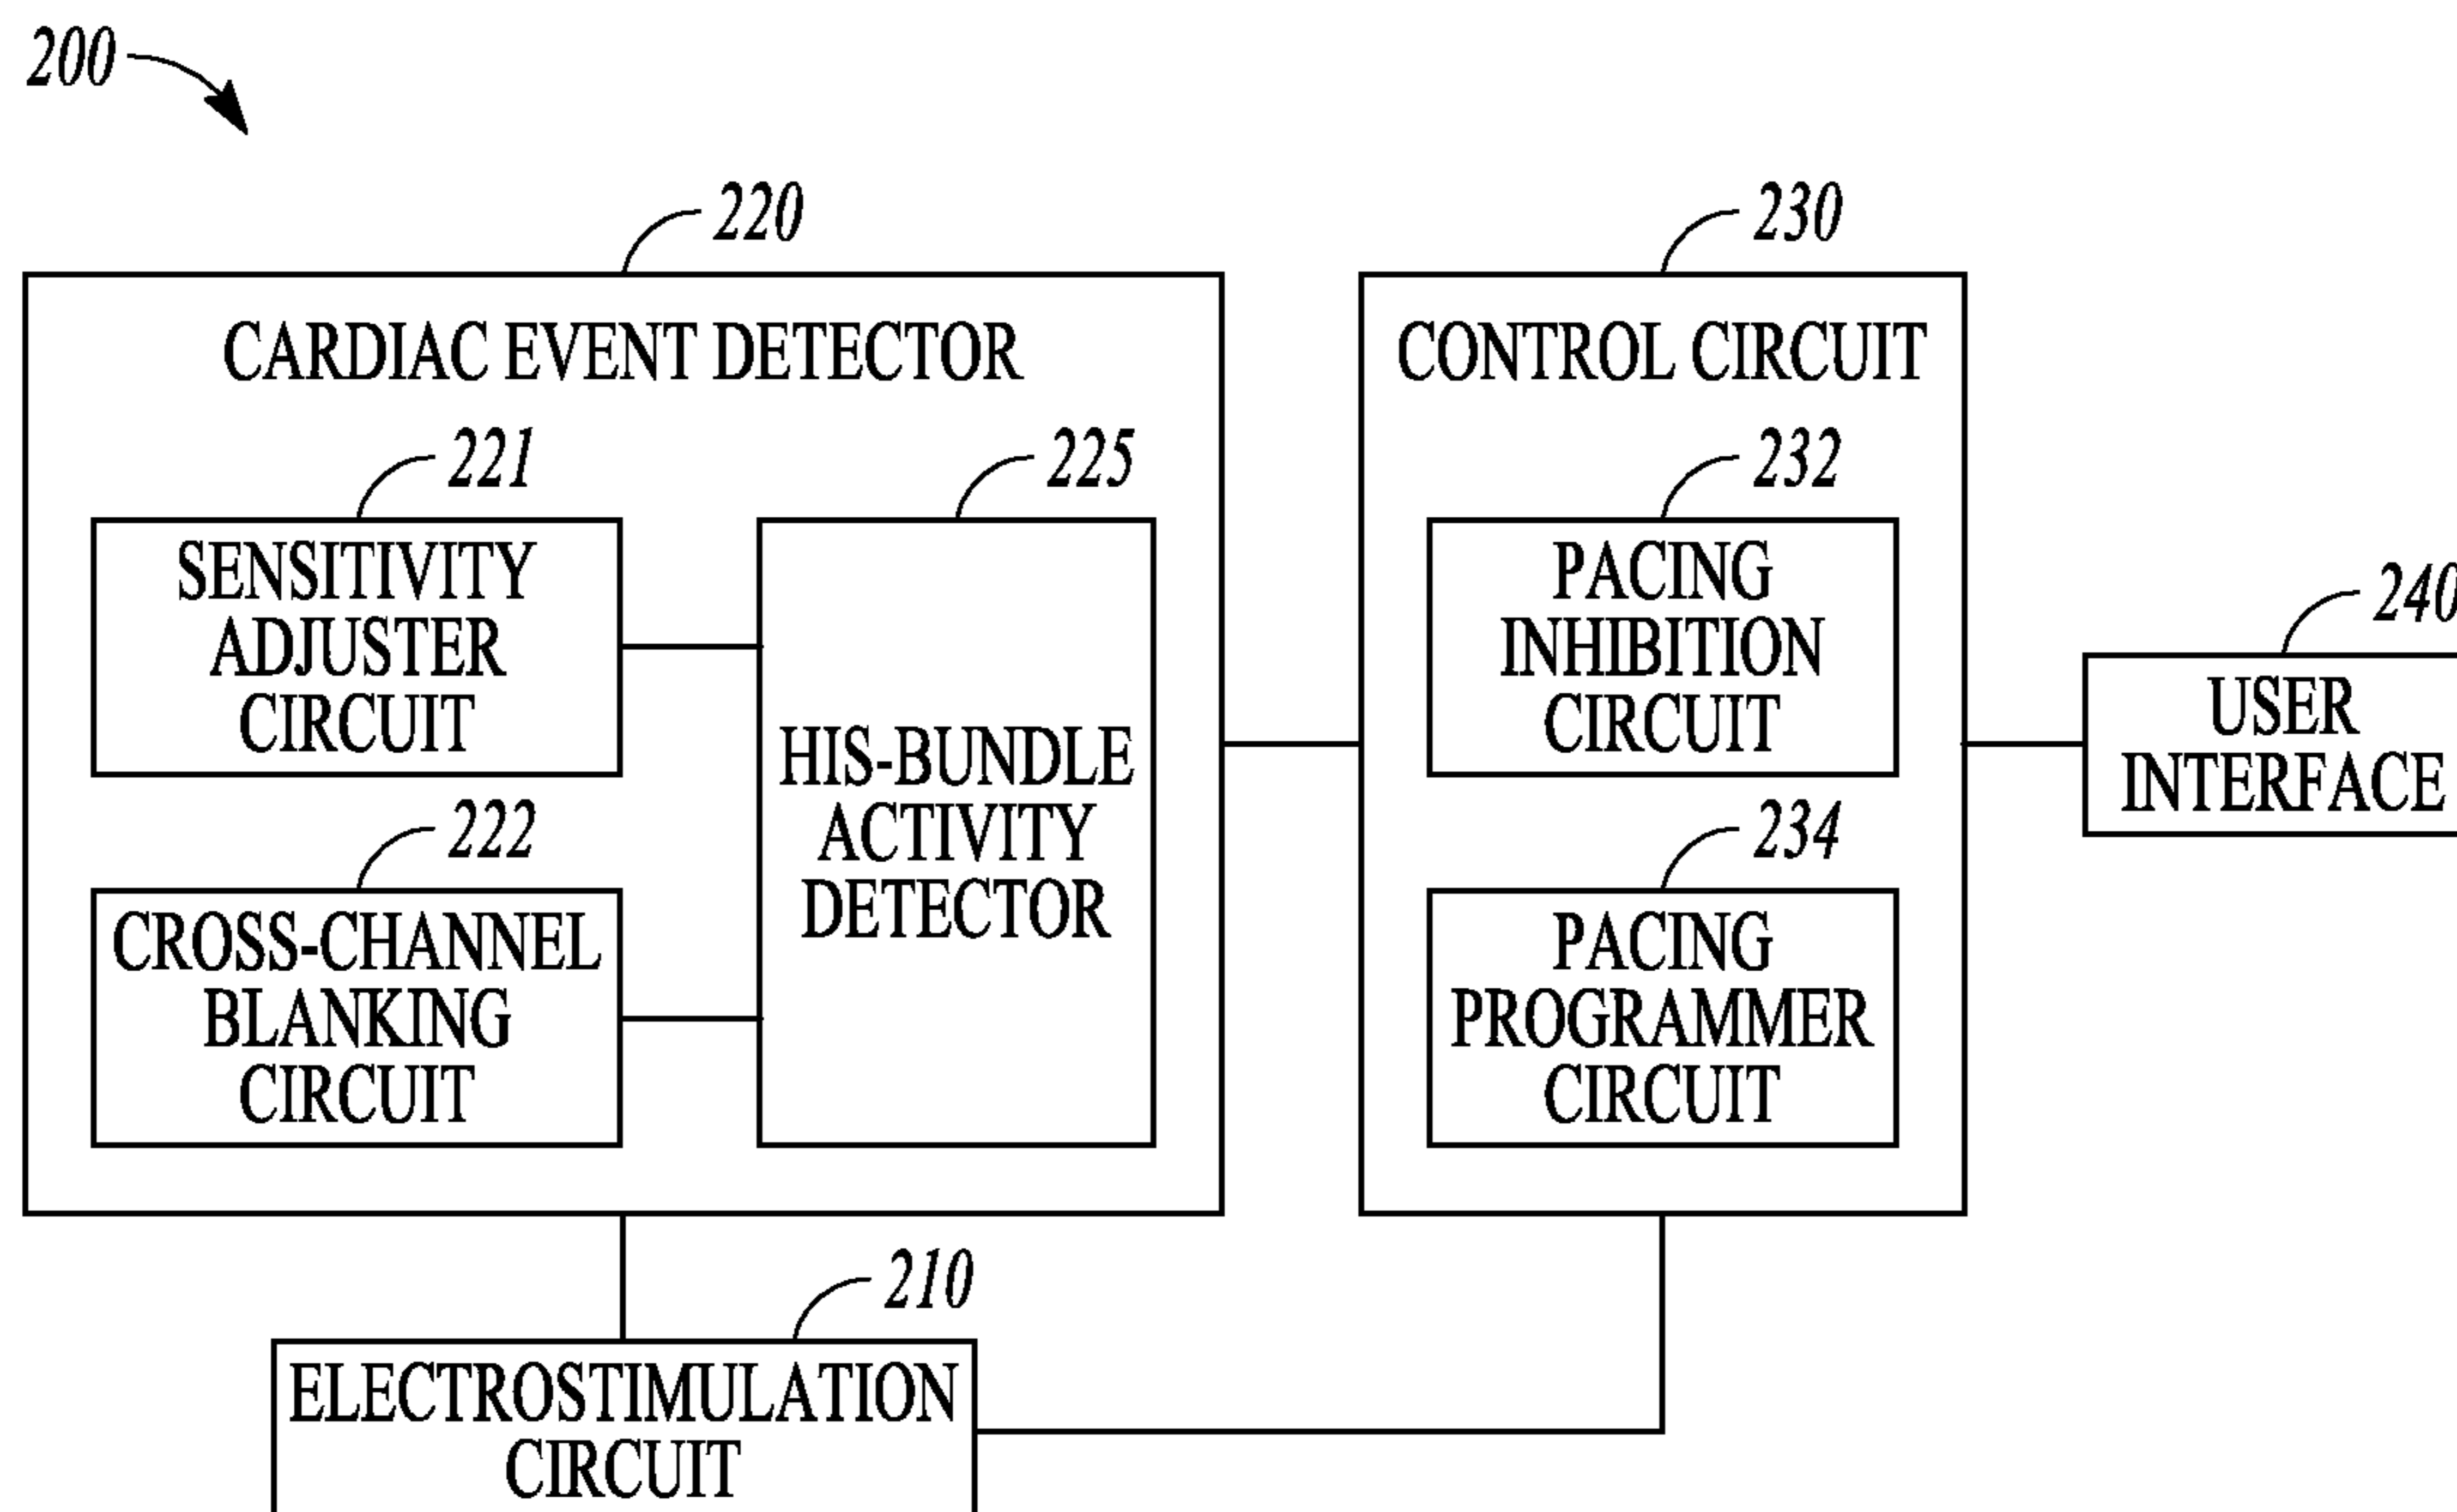 200
220
230
CARDIAC EVENT DETECTOR
CONTROL CIRCUIT
221
225
232
SENSITIVITY
ADJUSTER
CIRCUIT
HIS-BUNDLE
ACTIVITY
DETECTOR
PACING
INHIBITION
CIRCUIT
240
USER
INTERFACE
222
234
CROSS-CHANNEL
BLANKING
CIRCUIT
PACING
PROGRAMMER
CIRCUIT
210
ELECTROSTIMULATION
CIRCUIT